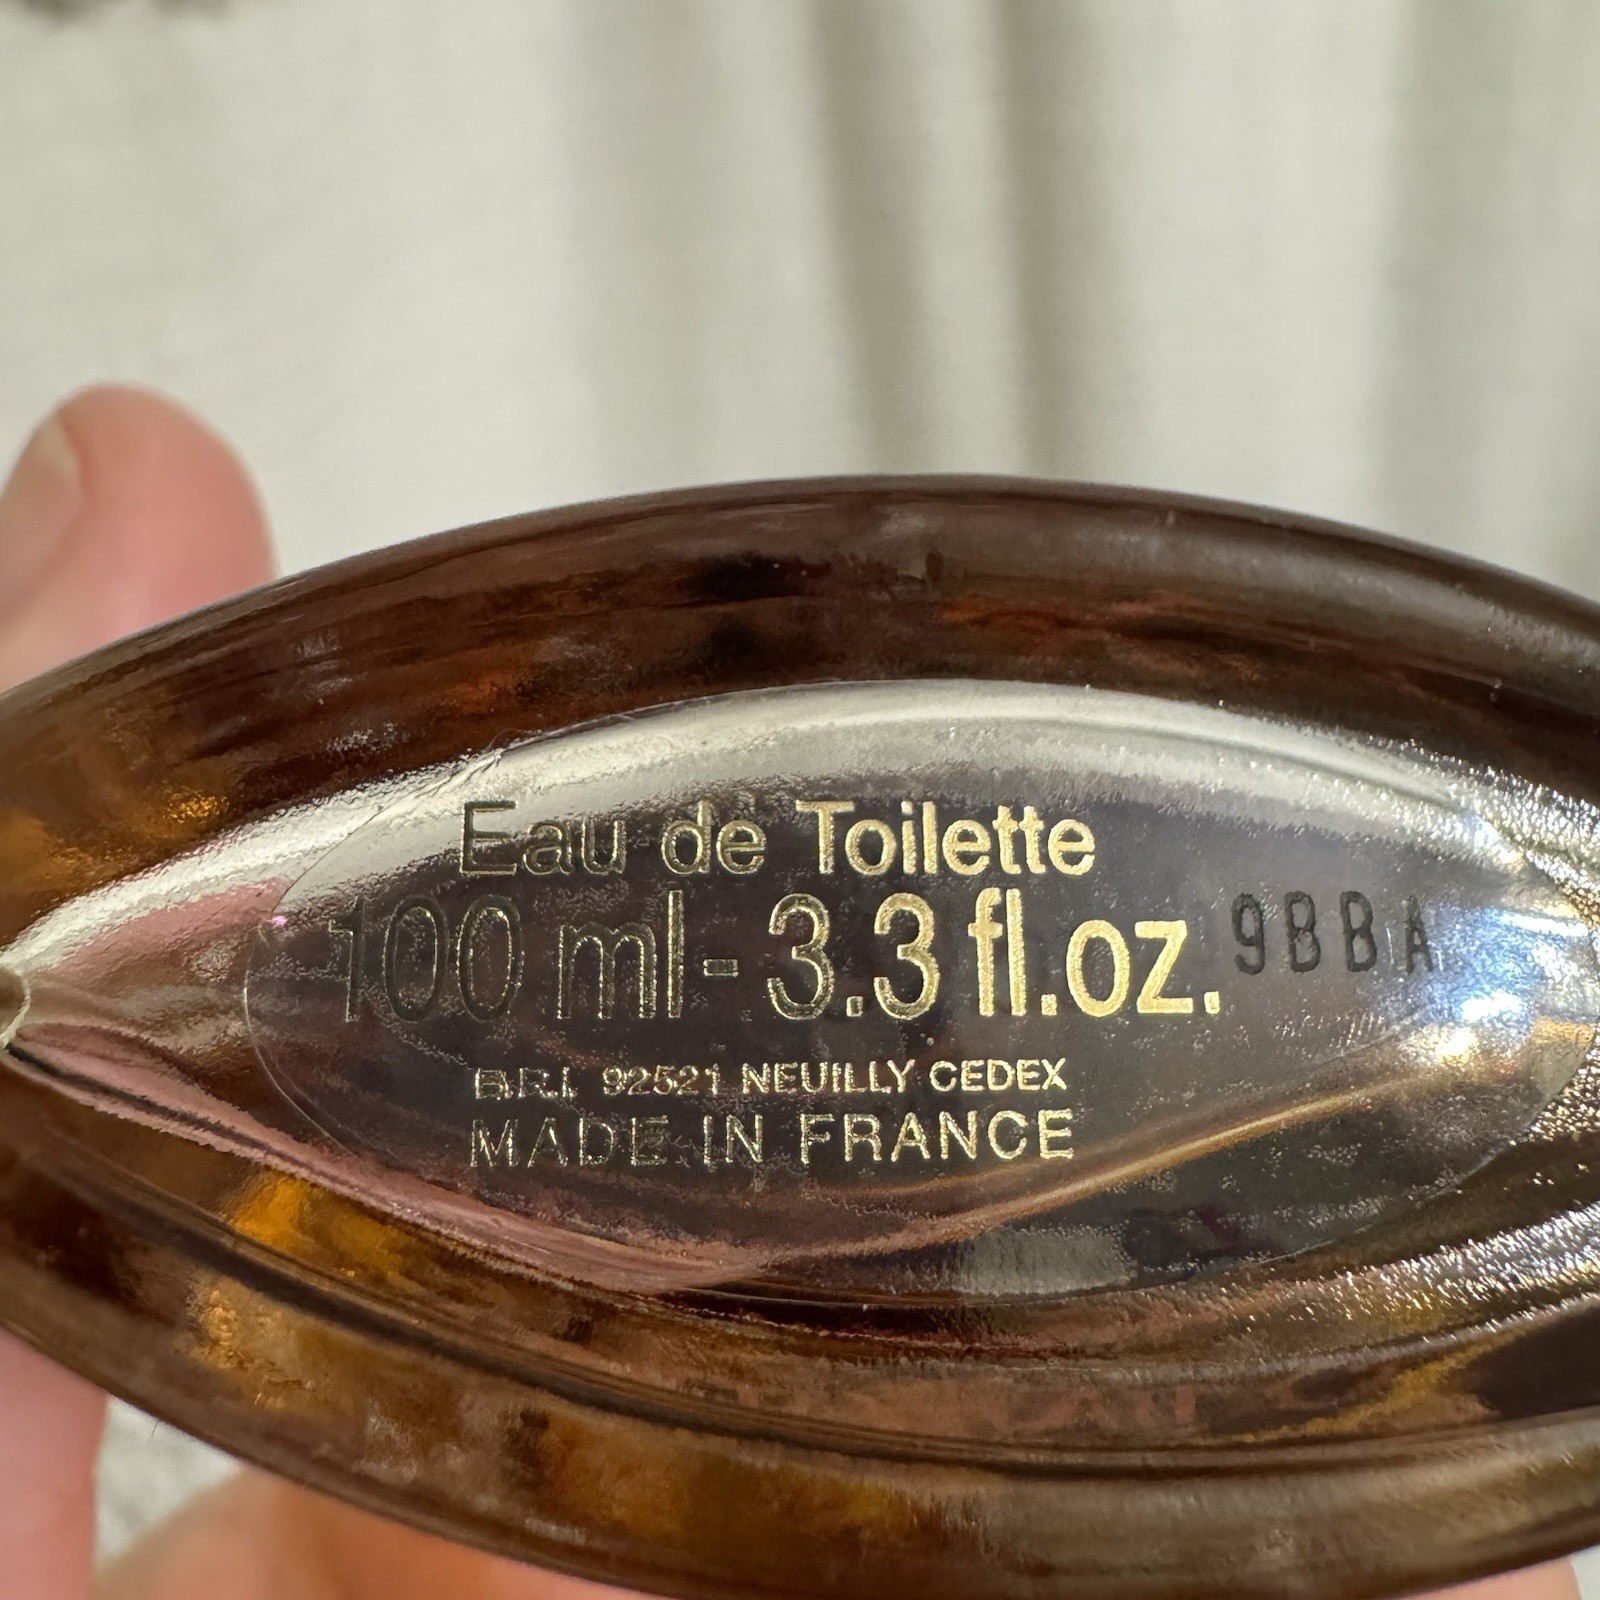 Eau de Toilette
100 ml - 3.3 fl.oz. 9BBA
B.R.I. 92521 NEUILLY CEDEX
MADE IN FRANCE